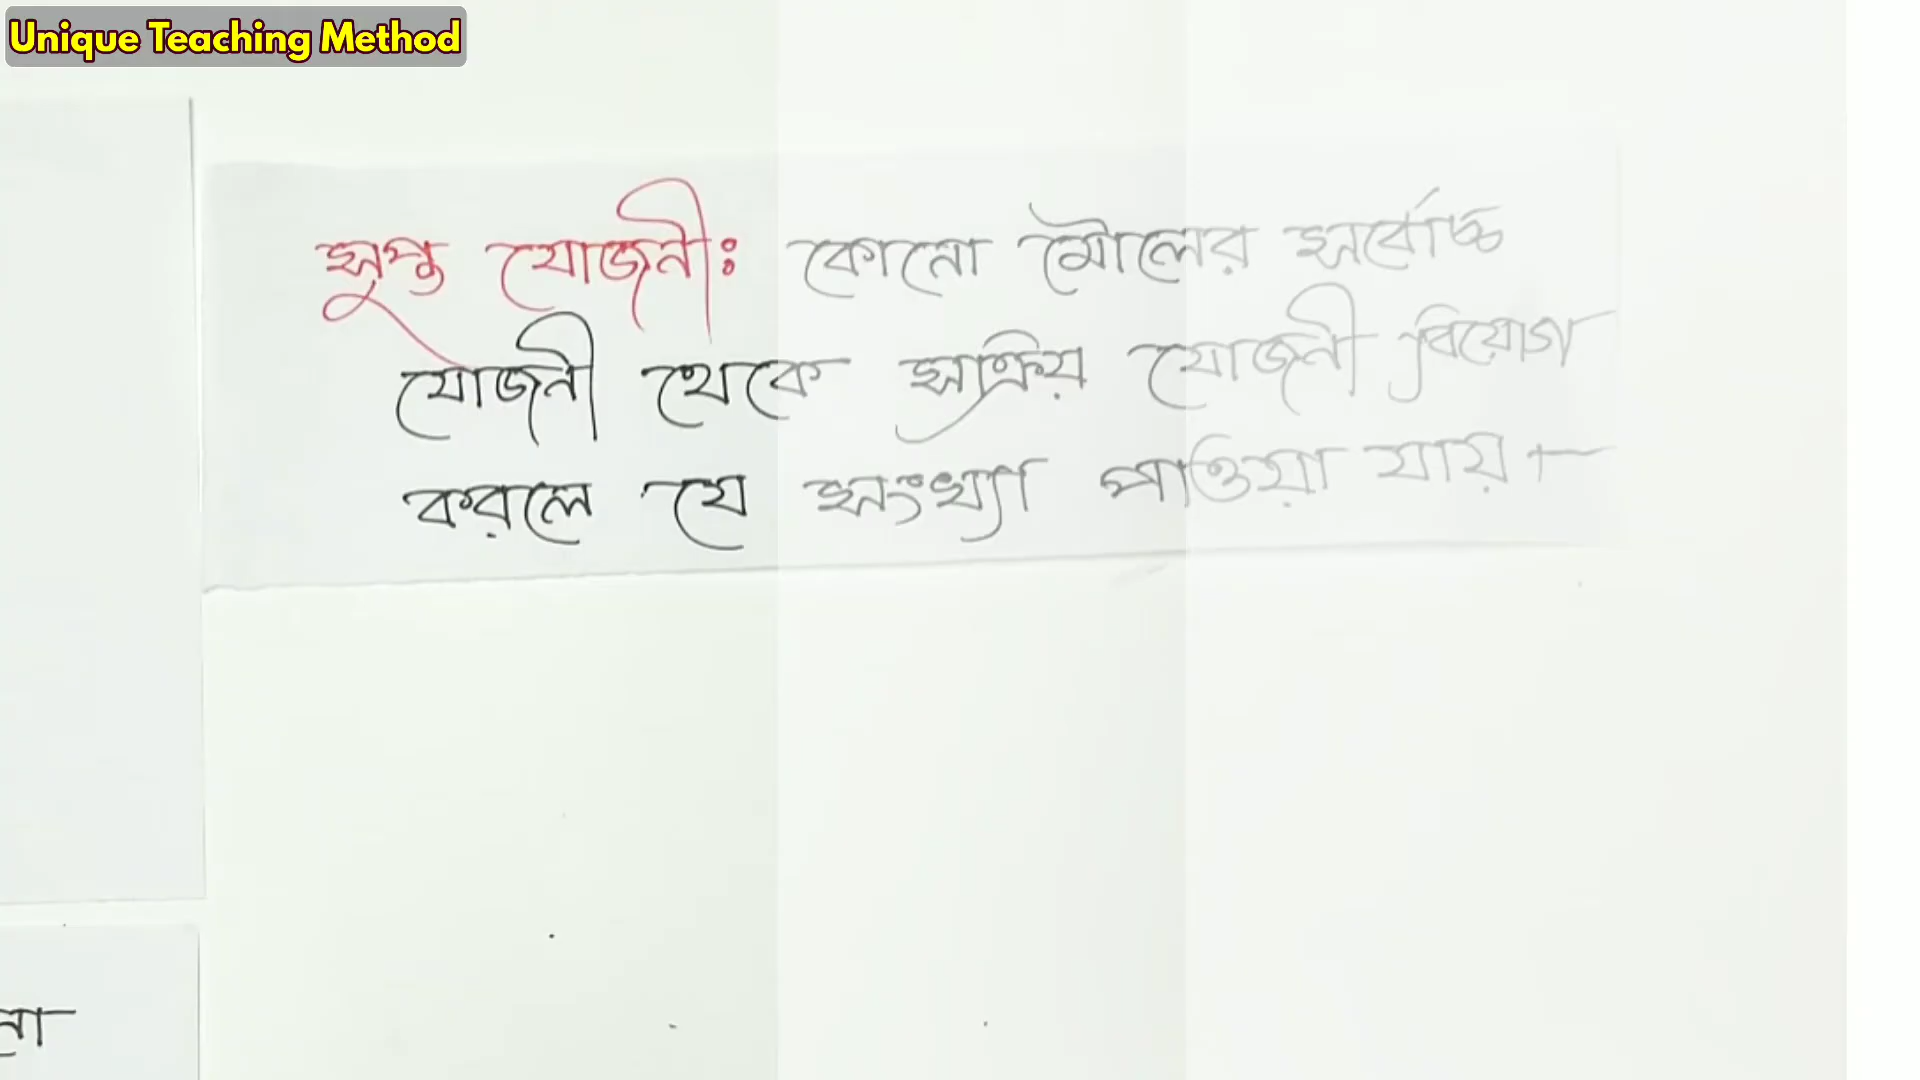 Unique Teaching Method
সুপ্ত যোজনীঃ কোনো মৌলের সর্বোচ্চ
যোজনী থেকে সক্রিয় যোজনী বিয়োগ
করলে যে সংখ্যা পাওয়া যায়।